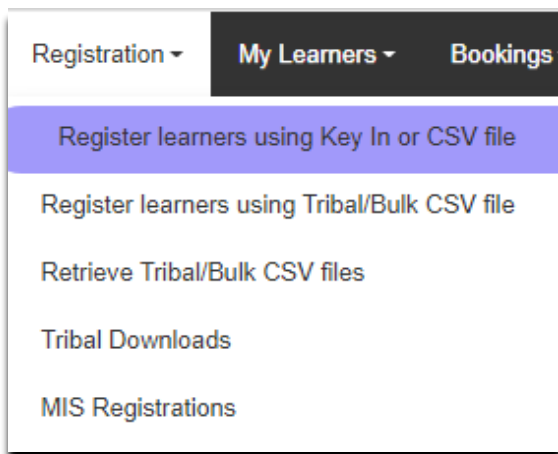 Registration My Learners Bookings
Register learners using Key In or CSV file
Register learners using Tribal/Bulk CSV file
Retrieve Tribal/Bulk CSV files
Tribal Downloads
MIS Registrations